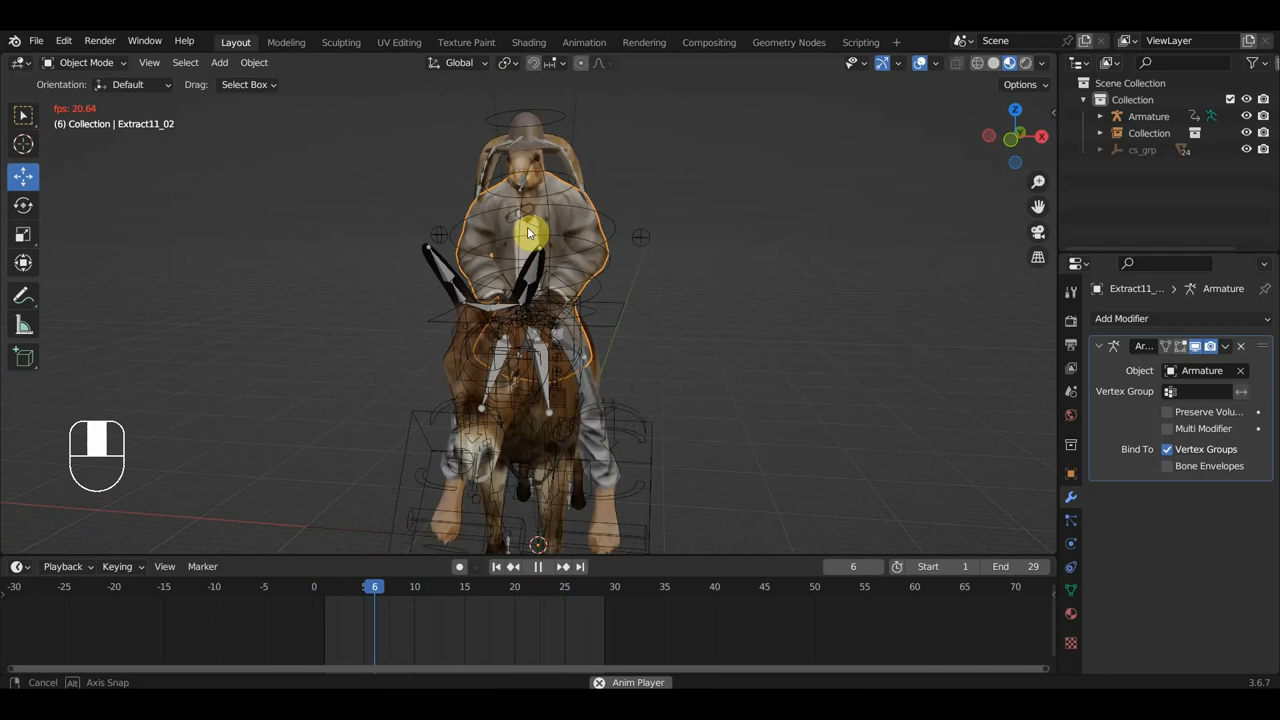 File Edit Render Window Help Layout Modeling Sculpting UV Editing Texture Paint Shading Animation Rendering Compositing Geometry Nodes Scripting + Scene ViewLayer
Object Mode View Select Add Object Global
Orientation: Default Drag: Select Box Options
fps: 20.64
(6) Collection | Extract11_02
Z
X
Scene Collection
Collection
Armature
Collection
cs_grp 24
Extract11_... Armature
Add Modifier
Ar...
Object Armature
Vertex Group
Preserve Volu...
Multi Modifier
Bind To Vertex Groups
Bone Envelopes
Playback Keying View Marker 6 Start 1 End 29
-30 -25 -20 -15 -10 -5 0 6 10 15 20 25 30 35 40 45 50 55 60 65 70
Cancel Alt Axis Snap Anim Player 3.6.7